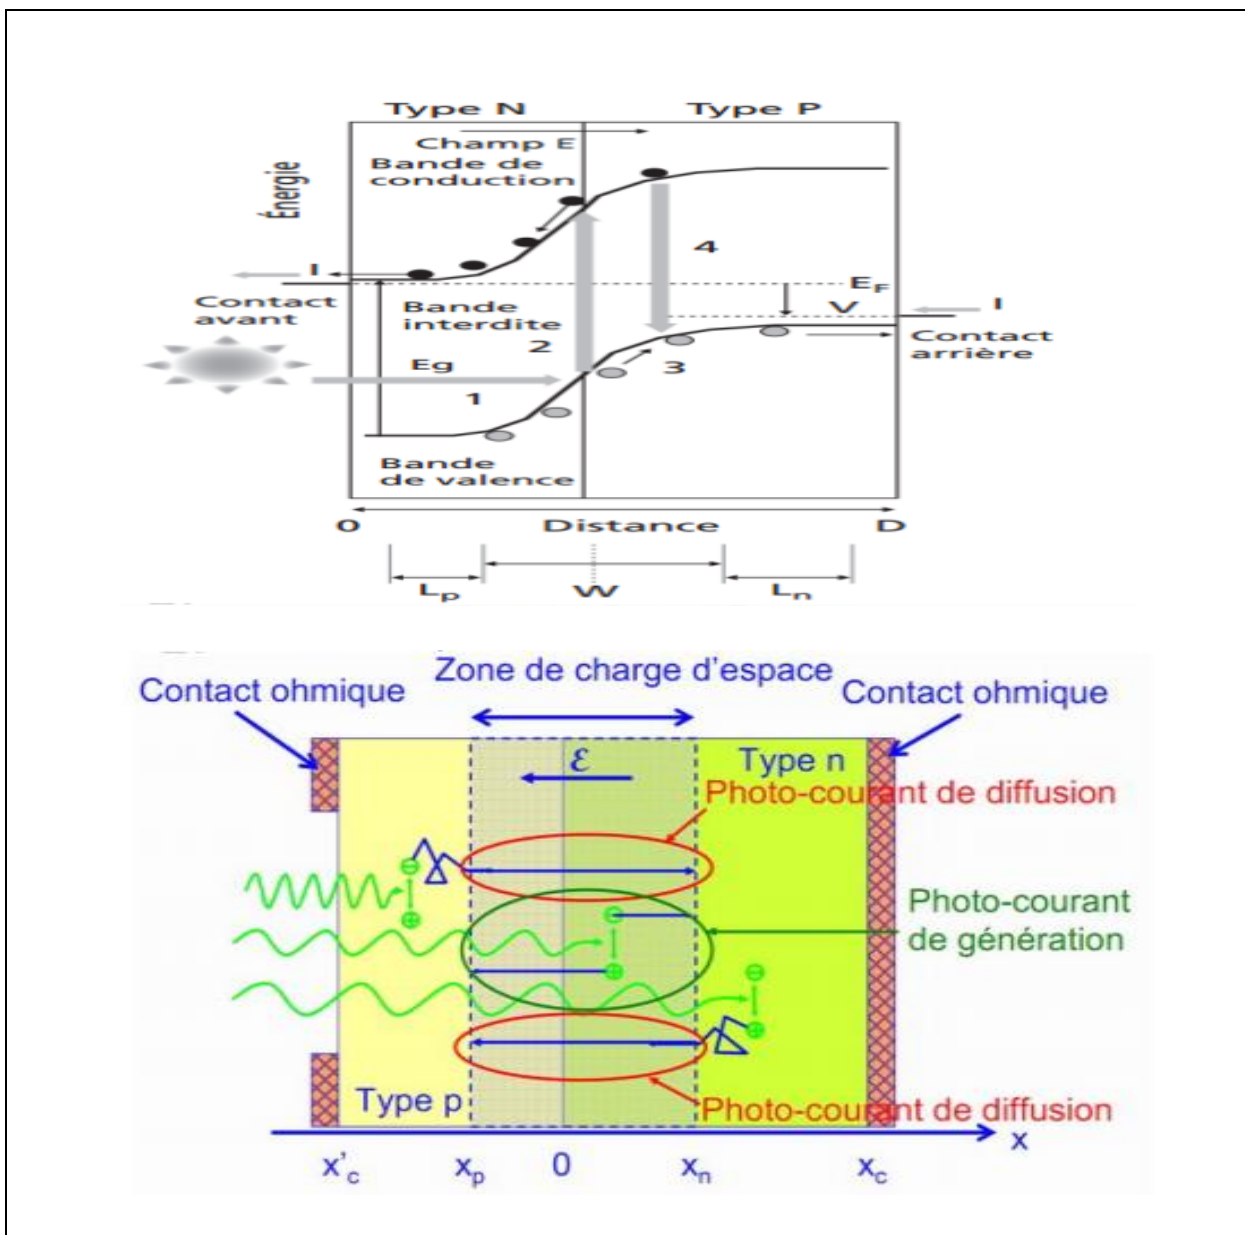 Type N
Type P
Champ E
Bande de
conduction
Énergie
4
I
E_F
Contact
avant
Bande
interdite
2
V
I
Contact
arrière
Eg
3
1
Bande
de valence
0
Distance
D
L_p
W
L_n
Zone de charge d'espace
Contact ohmique
Contact ohmique
ℰ
Type n
Photo-courant de diffusion
Photo-courant
de génération
Type p
Photo-courant de diffusion
x
x'_c
x_p
0
x_n
x_c